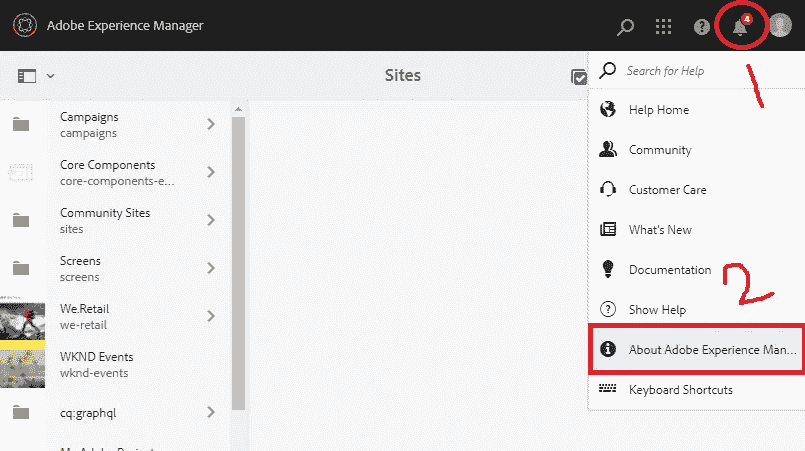 Adobe Experience Manager
4
1
Sites
Search for Help
Campaigns
campaigns
Help Home
Core Components
core-components-e...
Community
Community Sites
sites
Customer Care
Screens
screens
What's New
Documentation
2
We.Retail
we-retail
Show Help
WKND Events
wknd-events
About Adobe Experience Man...
cq:graphql
Keyboard Shortcuts